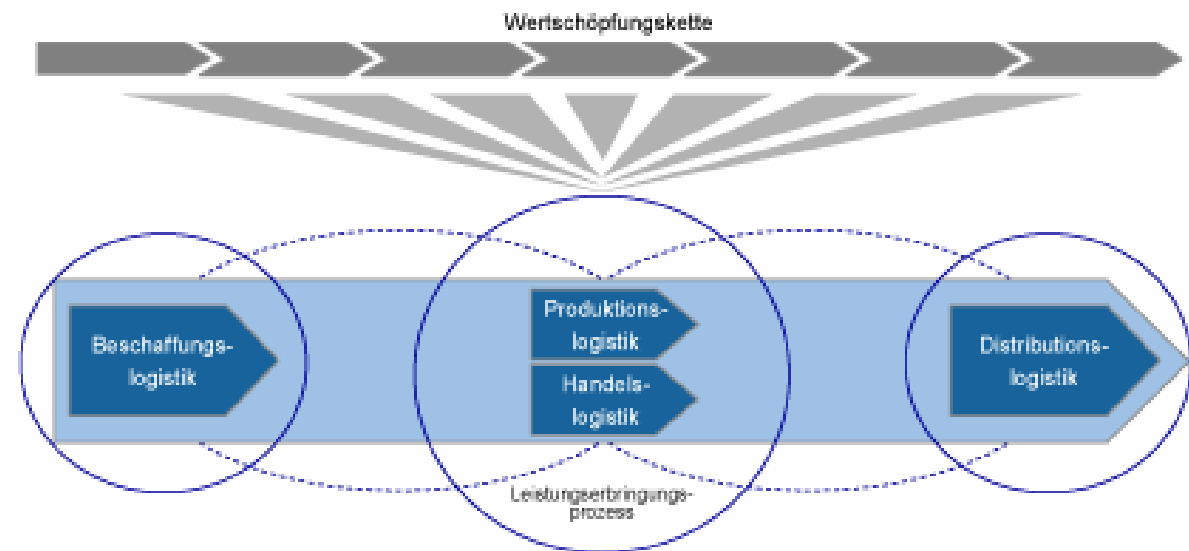 Wertschöpfungskette
Beschaffungs-
logistik
Produktions-
logistik
Handels-
logistik
Distributions-
logistik
Leistungserbringungs-
prozess